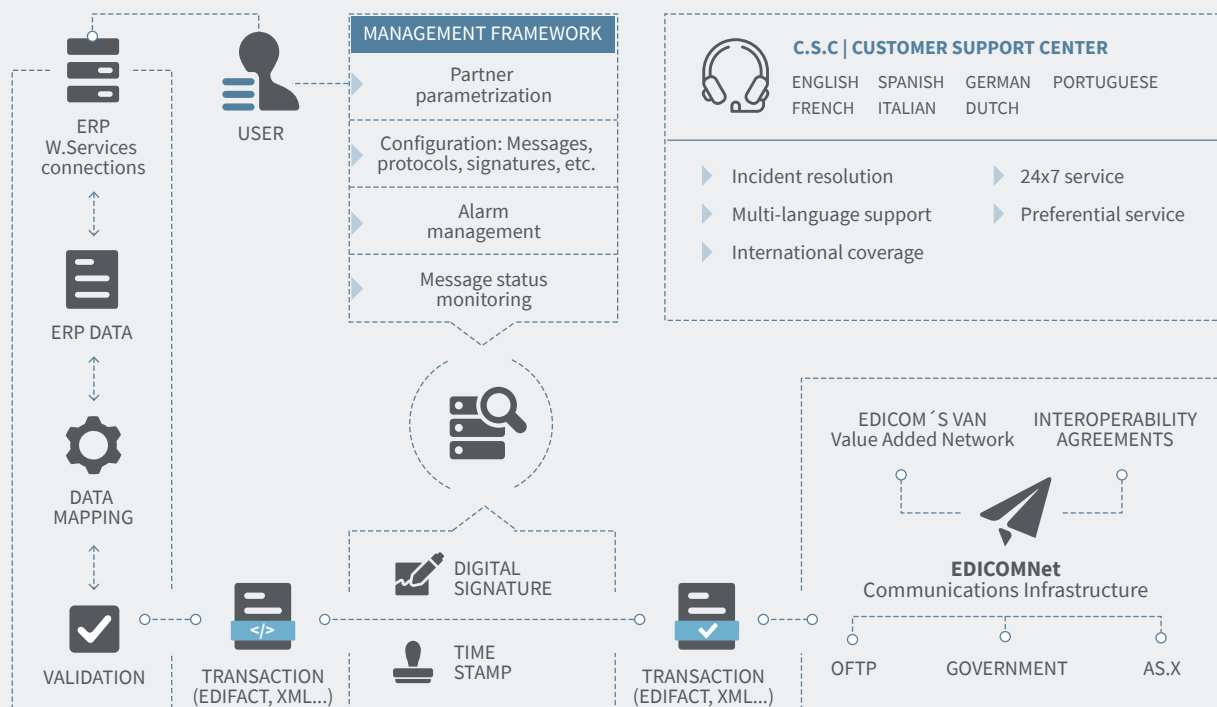 ERP
W.Services
connections
ERP DATA
DATA
MAPPING
VALIDATION
USER
MANAGEMENT FRAMEWORK
Partner
parametrization
Configuration: Messages,
protocols, signatures, etc.
Alarm
management
Message status
monitoring
C.S.C | CUSTOMER SUPPORT CENTER
ENGLISH SPANISH GERMAN PORTUGUESE
FRENCH ITALIAN DUTCH
Incident resolution
Multi-language support
International coverage
24x7 service
Preferential service
</>
TRANSACTION
(EDIFACT, XML...)
DIGITAL
SIGNATURE
TIME
STAMP
TRANSACTION
(EDIFACT, XML...)
EDICOM´S VAN
Value Added Network
INTEROPERABILITY
AGREEMENTS
EDICOMNet
Communications Infrastructure
OFTP
GOVERNMENT
AS.X